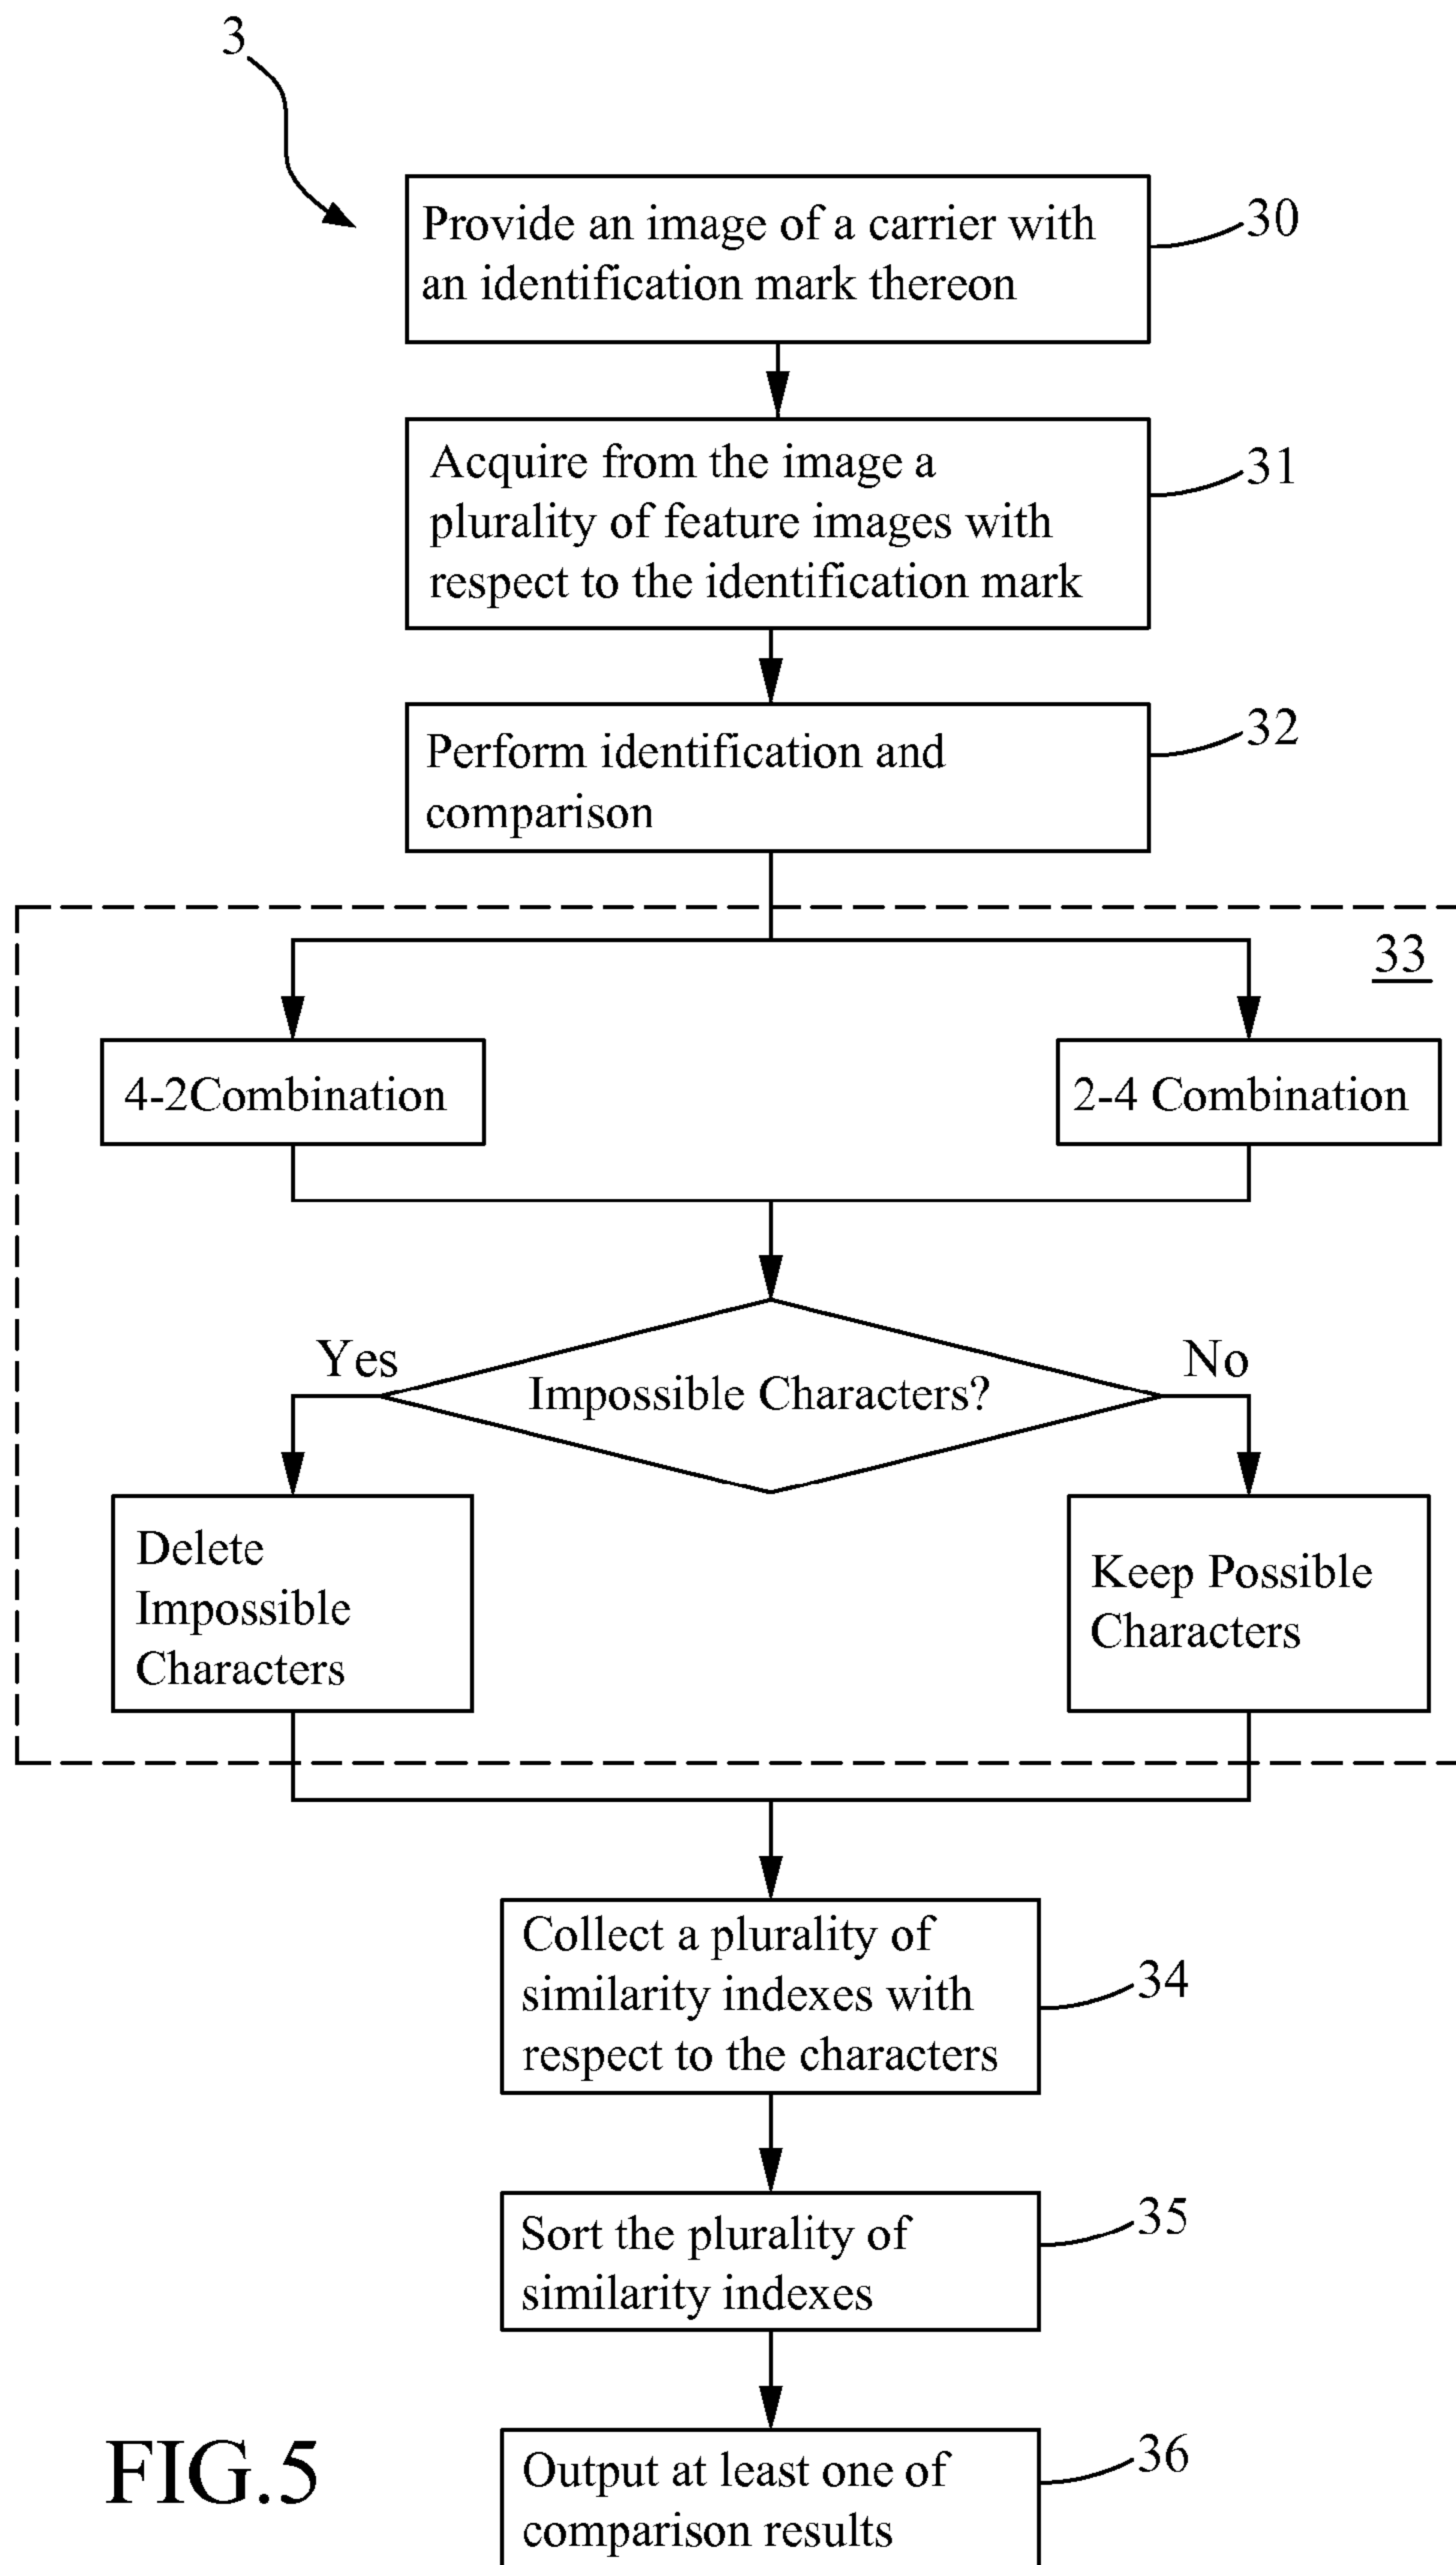 3
Provide an image of a carrier with
an identification mark thereon
30
Acquire from the image a
plurality of feature images with
respect to the identification mark
31
Perform identification and
comparison
32
33
4-2Combination
2-4 Combination
Yes
Impossible Characters?
No
Delete
Impossible
Characters
Keep Possible
Characters
Collect a plurality of
similarity indexes with
respect to the characters
34
Sort the plurality of
similarity indexes
35
Output at least one of
comparison results
36
FIG.5